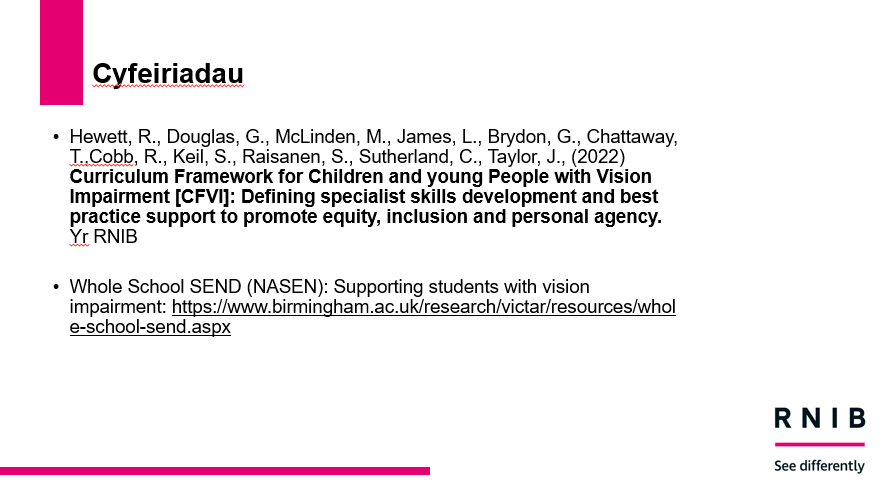 Cyfeiriadau
• Hewett, R., Douglas, G., McLinden, M., James, L., Brydon, G., Chattaway,
T.,Cobb, R., Keil, S., Raisanen, S., Sutherland, C., Taylor, J., (2022)
Curriculum Framework for Children and young People with Vision
Impairment [CFVI]: Defining specialist skills development and best
practice support to promote equity, inclusion and personal agency.
Yr RNIB
• Whole School SEND (NASEN): Supporting students with vision
impairment: https://www.birmingham.ac.uk/research/victar/resources/whol
e-school-send.aspx
RNIB
See differently